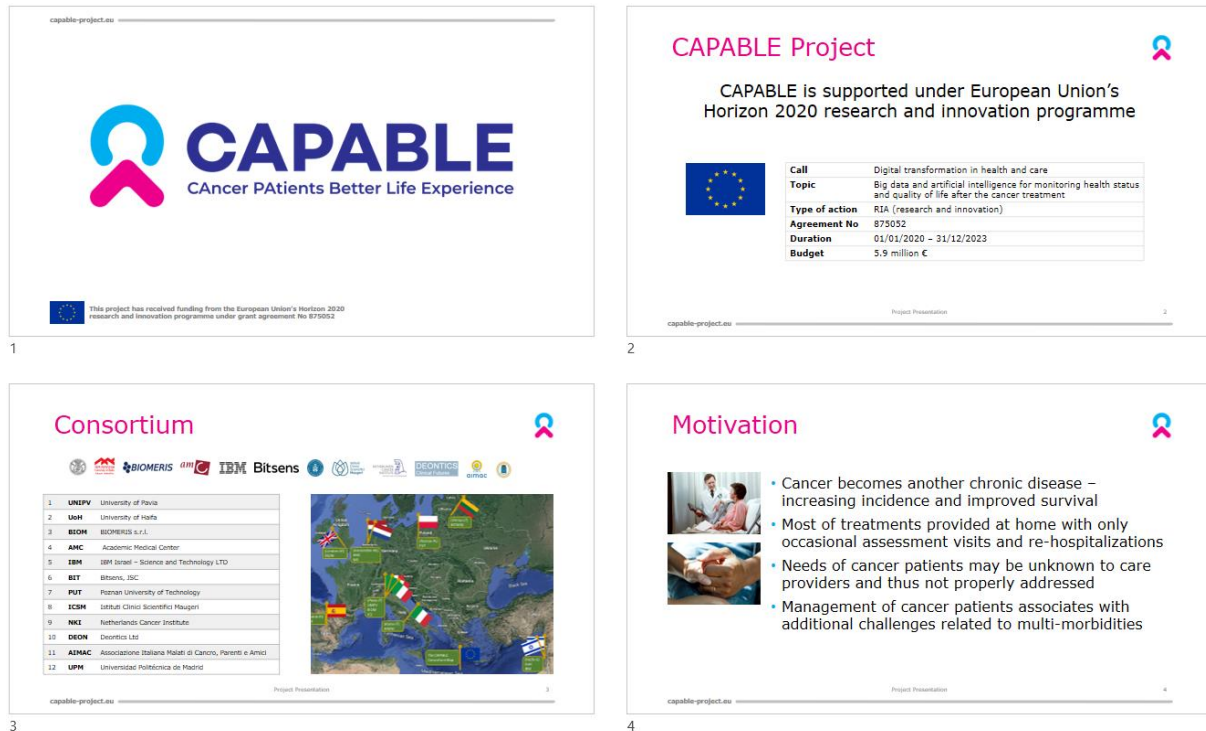 capable-project.eu
CAPABLE
CAncer PAtients Better Life Experience
This project has received funding from the European Union's Horizon 2020
research and innovation programme under grant agreement No 875052
1
CAPABLE Project
CAPABLE is supported under European Union's
Horizon 2020 research and innovation programme
Call Digital transformation in health and care
Topic Big data and artificial intelligence for monitoring health status
and quality of life after the cancer treatment
Type of action RIA (research and innovation)
Agreement No 875052
Duration 01/01/2020 – 31/12/2023
Budget 5.9 million €
Project Presentation 2
capable-project.eu
2
Consortium
BIOMERIS amC IBM Bitsens DEONTICS aimac
1 UNIPV University of Pavia
2 UoH University of Haifa
3 BIOM BIOMERIS s.r.l.
4 AMC Academic Medical Center
5 IBM IBM Israel – Science and Technology LTD
6 BIT Bitsens, JSC
7 PUT Poznan University of Technology
8 ICSM Istituti Clinici Scientifici Maugeri
9 NKI Netherlands Cancer Institute
10 DEON Deontics Ltd
11 AIMAC Associazione Italiana Malati di Cancro, Parenti e Amici
12 UPM Universidad Politécnica de Madrid
Project Presentation 3
capable-project.eu
3
Motivation
• Cancer becomes another chronic disease –
increasing incidence and improved survival
• Most of treatments provided at home with only
occasional assessment visits and re-hospitalizations
• Needs of cancer patients may be unknown to care
providers and thus not properly addressed
• Management of cancer patients associates with
additional challenges related to multi-morbidities
Project Presentation 4
capable-project.eu
4